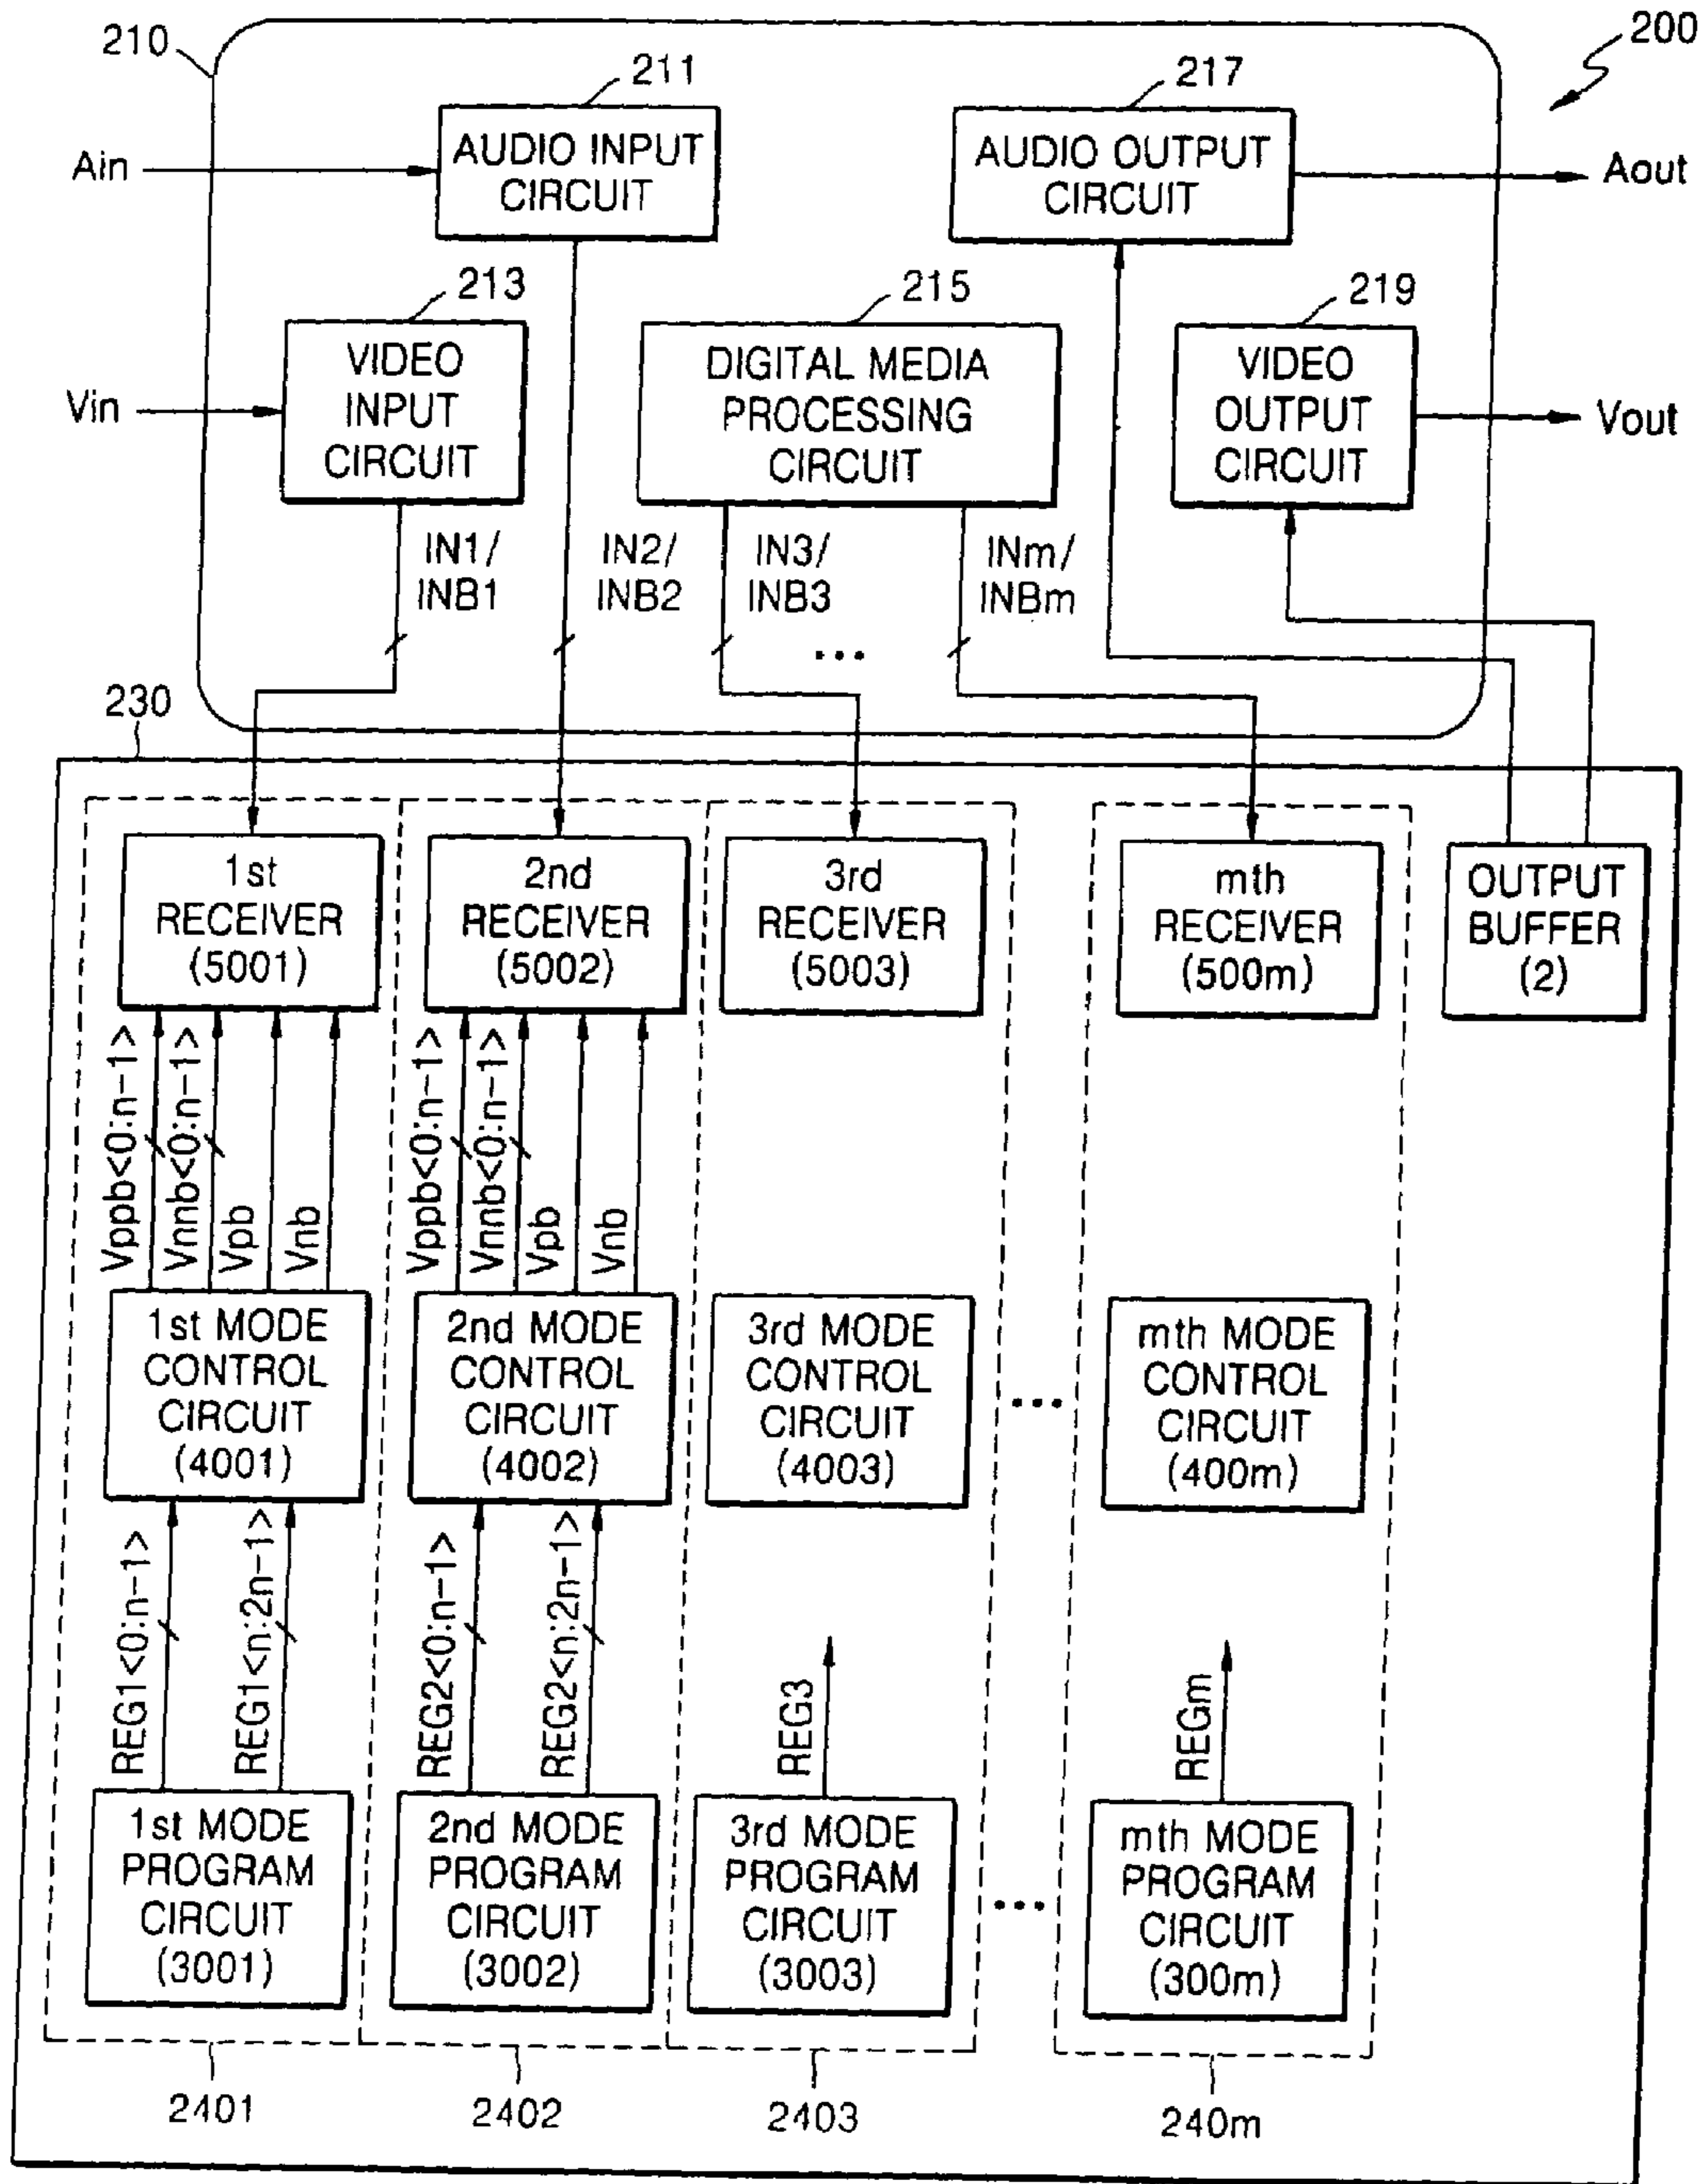 210
200
211
217
Ain
AUDIO INPUT
CIRCUIT
AUDIO OUTPUT
CIRCUIT
Aout
213
215
219
Vin
VIDEO
INPUT
CIRCUIT
DIGITAL MEDIA
PROCESSING
CIRCUIT
VIDEO
OUTPUT
CIRCUIT
Vout
IN1/
INB1
IN2/
INB2
IN3/
INB3
INm/
INBm
...
230
1st
RECEIVER
(5001)
2nd
RECEIVER
(5002)
3rd
RECEIVER
(5003)
mth
RECEIVER
(500m)
OUTPUT
BUFFER
(2)
Vppb<0:n-1>
Vnnb<0:n-1>
Vpb
Vnb
Vppb<0:n-1>
Vnnb<0:n-1>
Vpb
Vnb
1st MODE
CONTROL
CIRCUIT
(4001)
2nd MODE
CONTROL
CIRCUIT
(4002)
3rd MODE
CONTROL
CIRCUIT
(4003)
...
mth MODE
CONTROL
CIRCUIT
(400m)
REG1<0:n-1>
REG1<n:2n-1>
REG2<0:n-1>
REG2<n:2n-1>
REG3
REGm
1st MODE
PROGRAM
CIRCUIT
(3001)
2nd MODE
PROGRAM
CIRCUIT
(3002)
3rd MODE
PROGRAM
CIRCUIT
(3003)
...
mth MODE
PROGRAM
CIRCUIT
(300m)
2401
2402
2403
240m